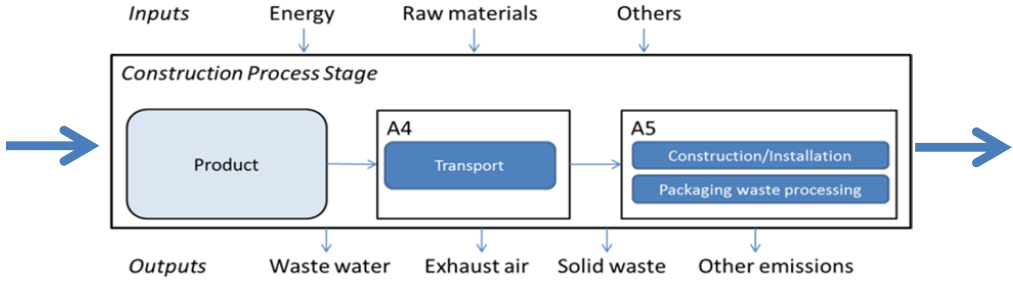 Inputs Energy Raw materials Others
Construction Process Stage
A4 A5
Product Transport Construction/Installation
Packaging waste processing
Outputs Waste water Exhaust air Solid waste Other emissions